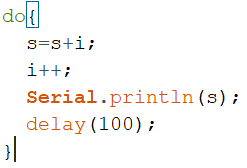 do{
s=s+i;
i++;
Serial.println(s);
delay(100);
}